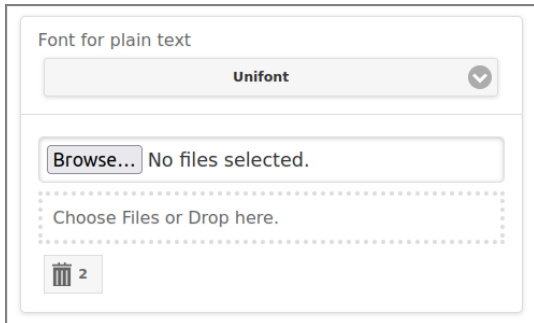 Font for plain text
Unifont
Browse... No files selected.
Choose Files or Drop here.
2